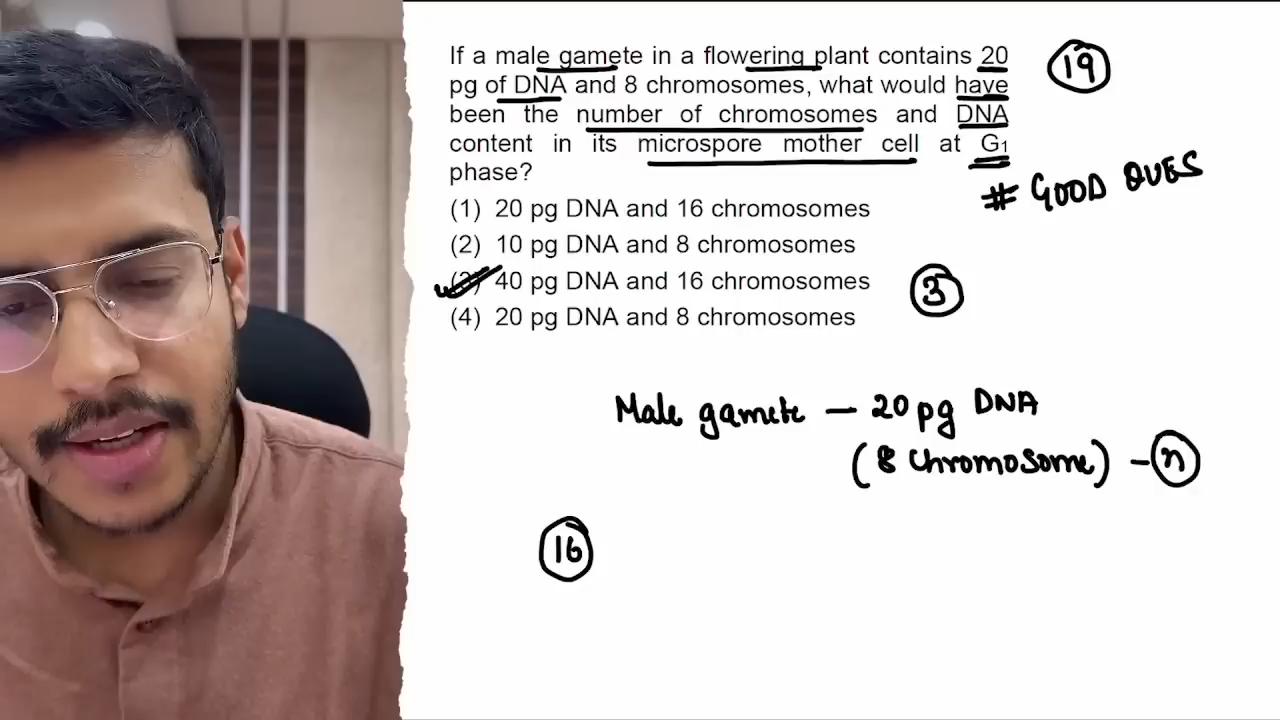 If a male gamete in a flowering plant contains 20
pg of DNA and 8 chromosomes, what would have
been the number of chromosomes and DNA
content in its microspore mother cell at G₁
phase?
(1) 20 pg DNA and 16 chromosomes
(2) 10 pg DNA and 8 chromosomes
(3) 40 pg DNA and 16 chromosomes
(4) 20 pg DNA and 8 chromosomes
19
# GOOD QUES
3
Male gamete — 20 pg DNA
(8 Chromosome) - n
16